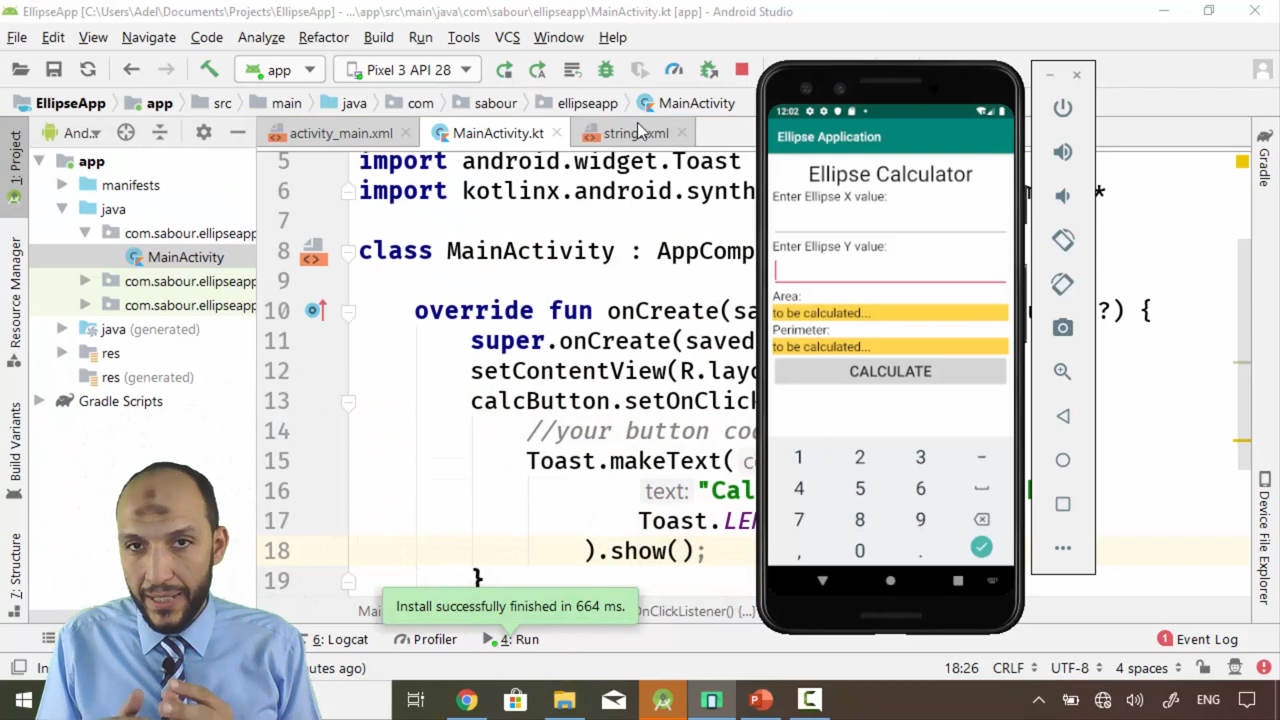 EllipseApp [C:\Users\Adel\Documents\Projects\EllipseApp] - ...\app\src\main\java\com\sabour\ellipseapp\MainActivity.kt [app] - Android Studio
File Edit View Navigate Code Analyze Refactor Build Run Tools VCS Window Help
app Pixel 3 API 28
EllipseApp app src main java com sabour ellipseapp MainActivity
1: Project
Resource Manager
Build Variants
Z: Structure
And...
app
manifests
java
com.sabour.ellipseapp
MainActivity
com.sabour.ellipseapp
com.sabour.ellipseapp
java (generated)
res
res (generated)
Gradle Scripts
activity_main.xml MainActivity.kt
5 import android.widget.Toast
6 import kotlinx.android.synth *
7
8 class MainActivity : AppComp
9
10 override fun onCreate(sa ?) {
11 super.onCreate(saved
12 setContentView(R.lay
13 calcButton.setOnClick
14 //your button co
15 Toast.makeText( co
16 text: "Cal
17 Toast.LEN
18 ).show();
19 }
Mai OnClickListener() {...}
Install successfully finished in 664 ms.
12:02
Ellipse Application
Ellipse Calculator
Enter Ellipse X value:
Enter Ellipse Y value:
Area:
to be calculated...
Perimeter:
to be calculated...
CALCULATE
1 2 3 -
4 5 6
7 8 9
, 0 .
Gradle
Device File Explorer
6: Logcat Profiler 4: Run 1 Event Log
In utes ago) 18:26 CRLF UTF-8 4 spaces
ENG